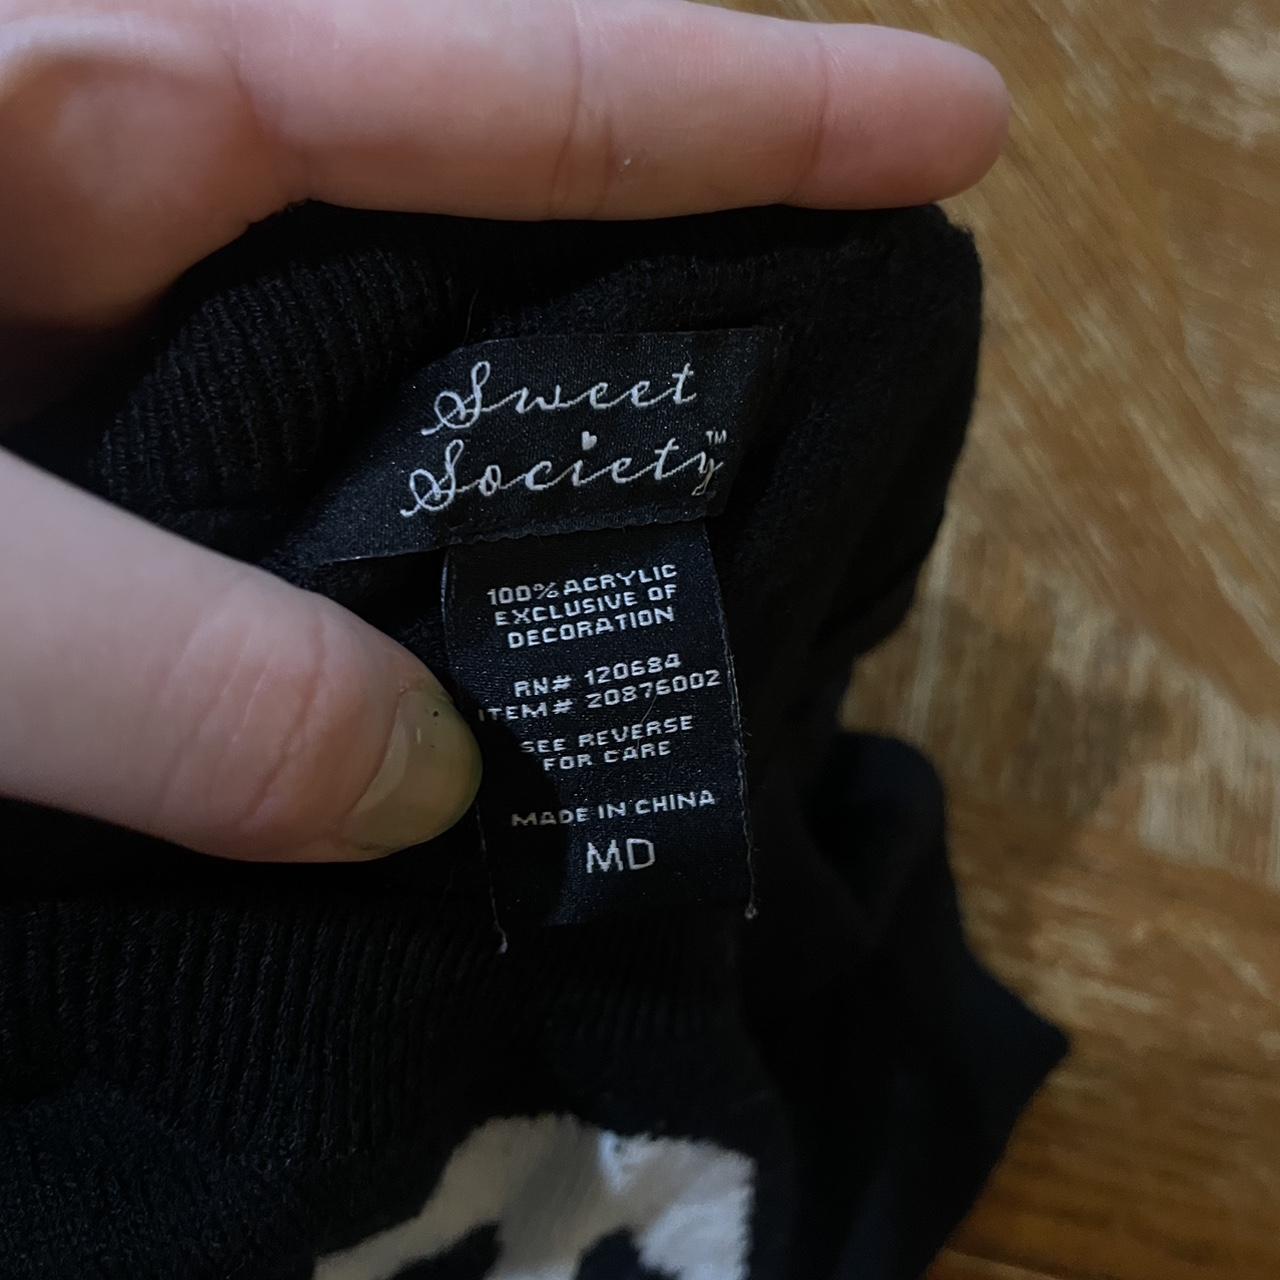 Sweet
Society™
100% ACRYLIC
EXCLUSIVE OF
DECORATION
RN# 120684
ITEM# 20876002
SEE REVERSE
FOR CARE
MADE IN CHINA
MD